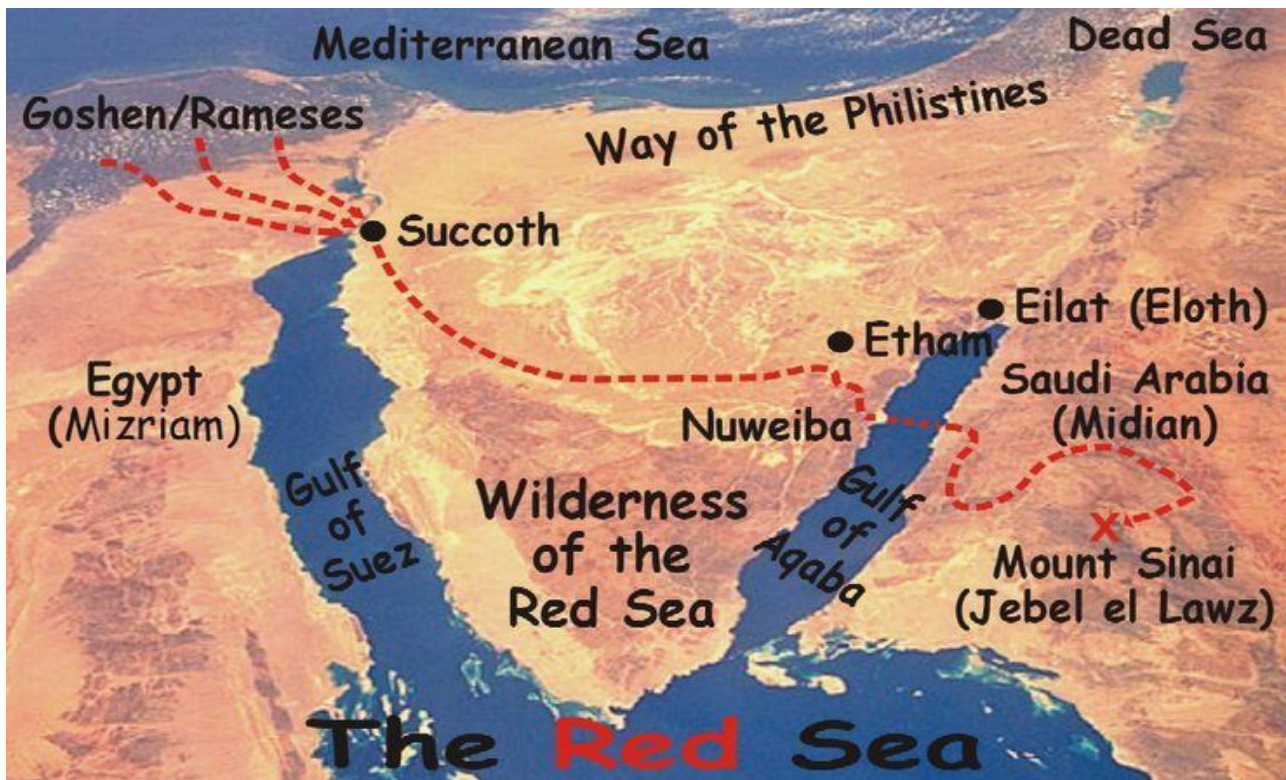 Mediterranean Sea
Dead Sea
Goshen/Rameses
Way of the Philistines
Succoth
Eilat (Eloth)
Etham
Egypt
(Mizriam)
Saudi Arabia
(Midian)
Nuweiba
Gulf
of
Suez
Wilderness
of the
Red Sea
Gulf
of
Aqaba
X
Mount Sinai
(Jebel el Lawz)
The Red Sea